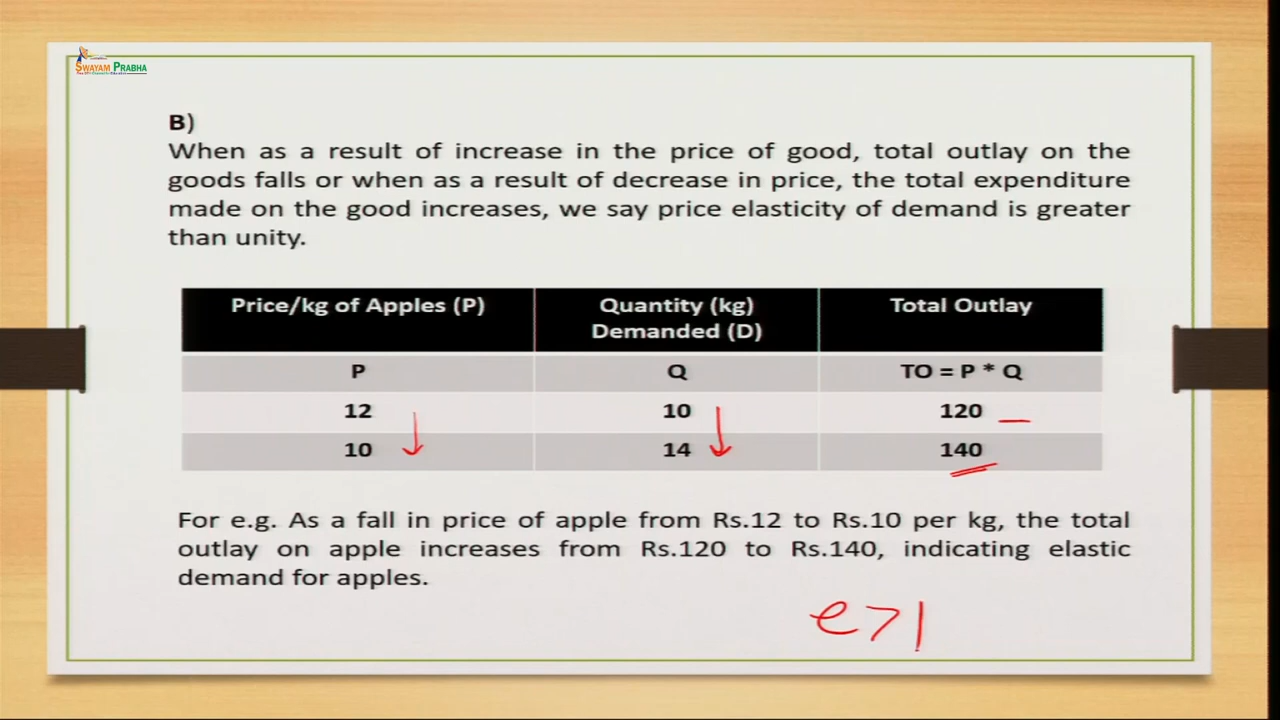 SWAYAM PRABHA
B)
When as a result of increase in the price of good, total outlay on the
goods falls or when as a result of decrease in price, the total expenditure
made on the good increases, we say price elasticity of demand is greater
than unity.
Price/kg of Apples (P) Quantity (kg) Demanded (D) Total Outlay
P Q TO = P * Q
12 10 120
10 14 140
For e.g. As a fall in price of apple from Rs.12 to Rs.10 per kg, the total
outlay on apple increases from Rs.120 to Rs.140, indicating elastic
demand for apples.
e>1